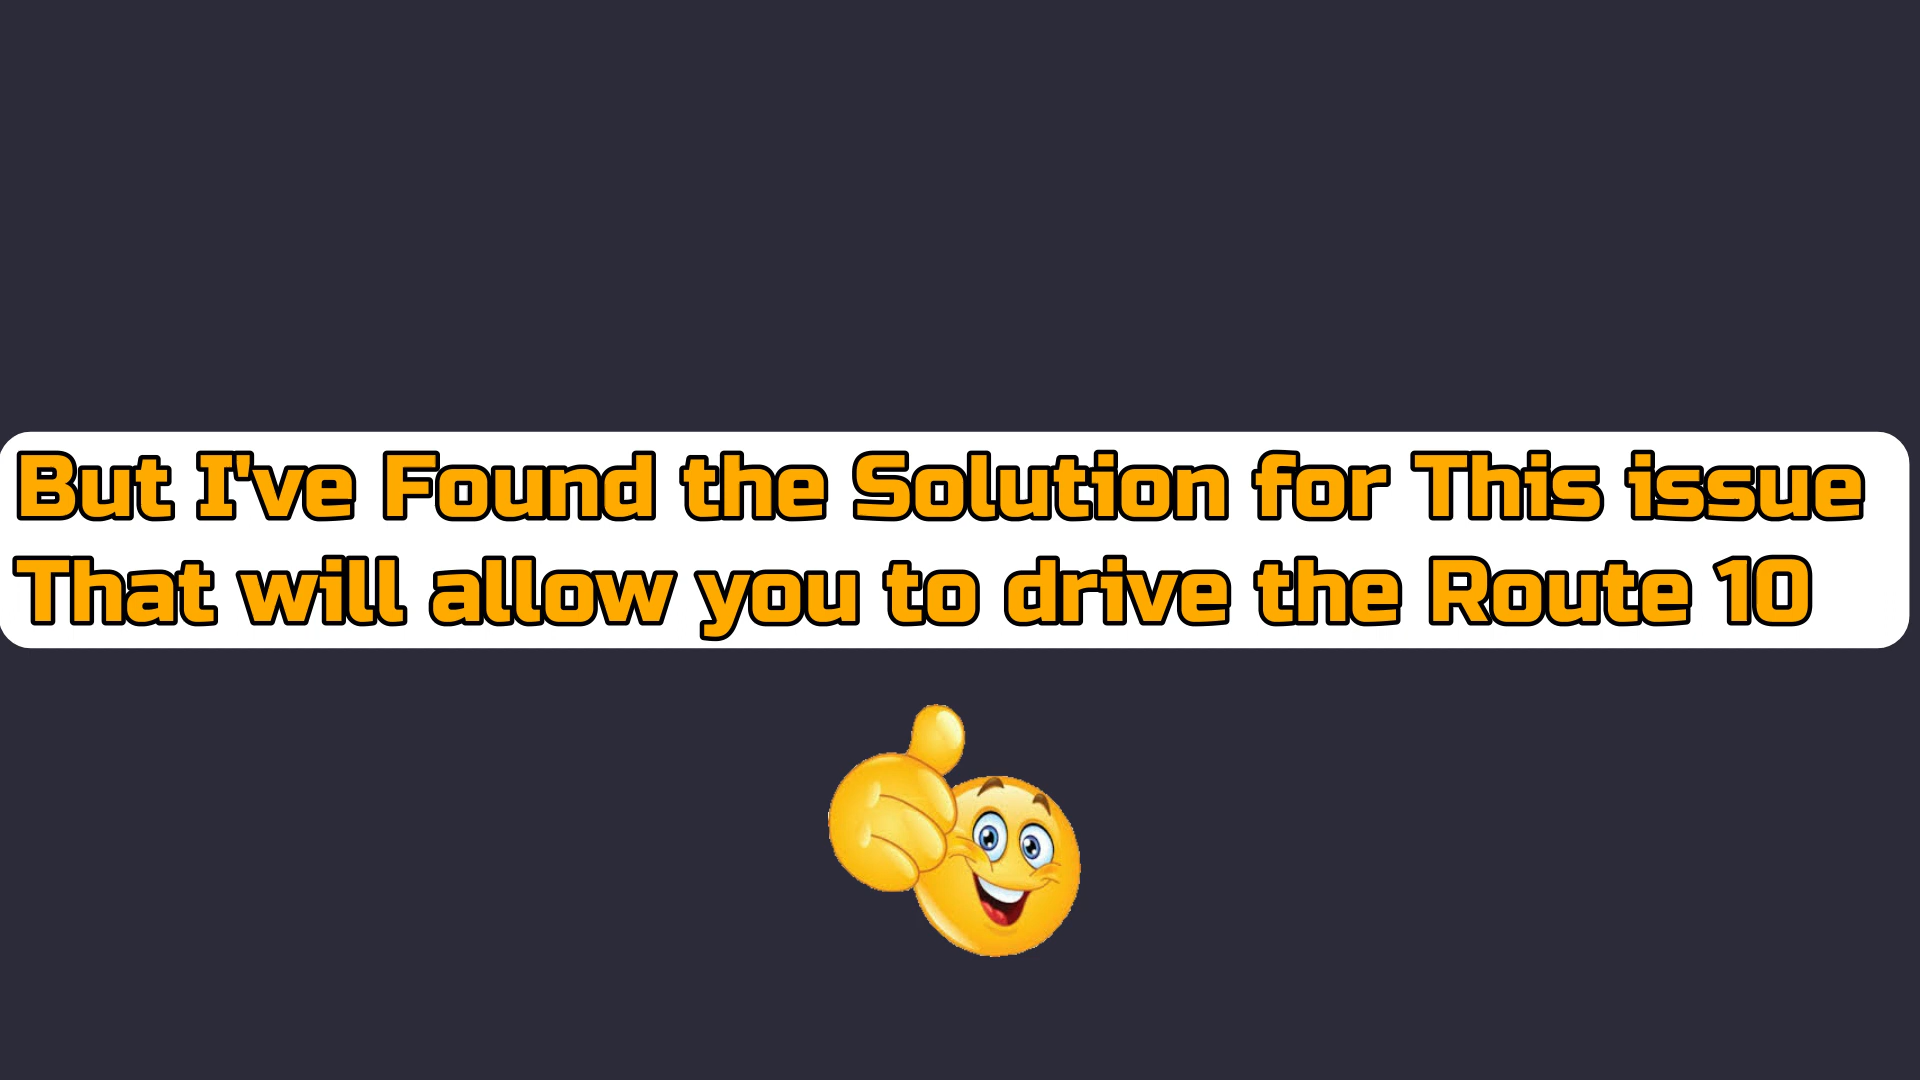 But I've Found the Solution for This issue
That will allow you to drive the Route 10